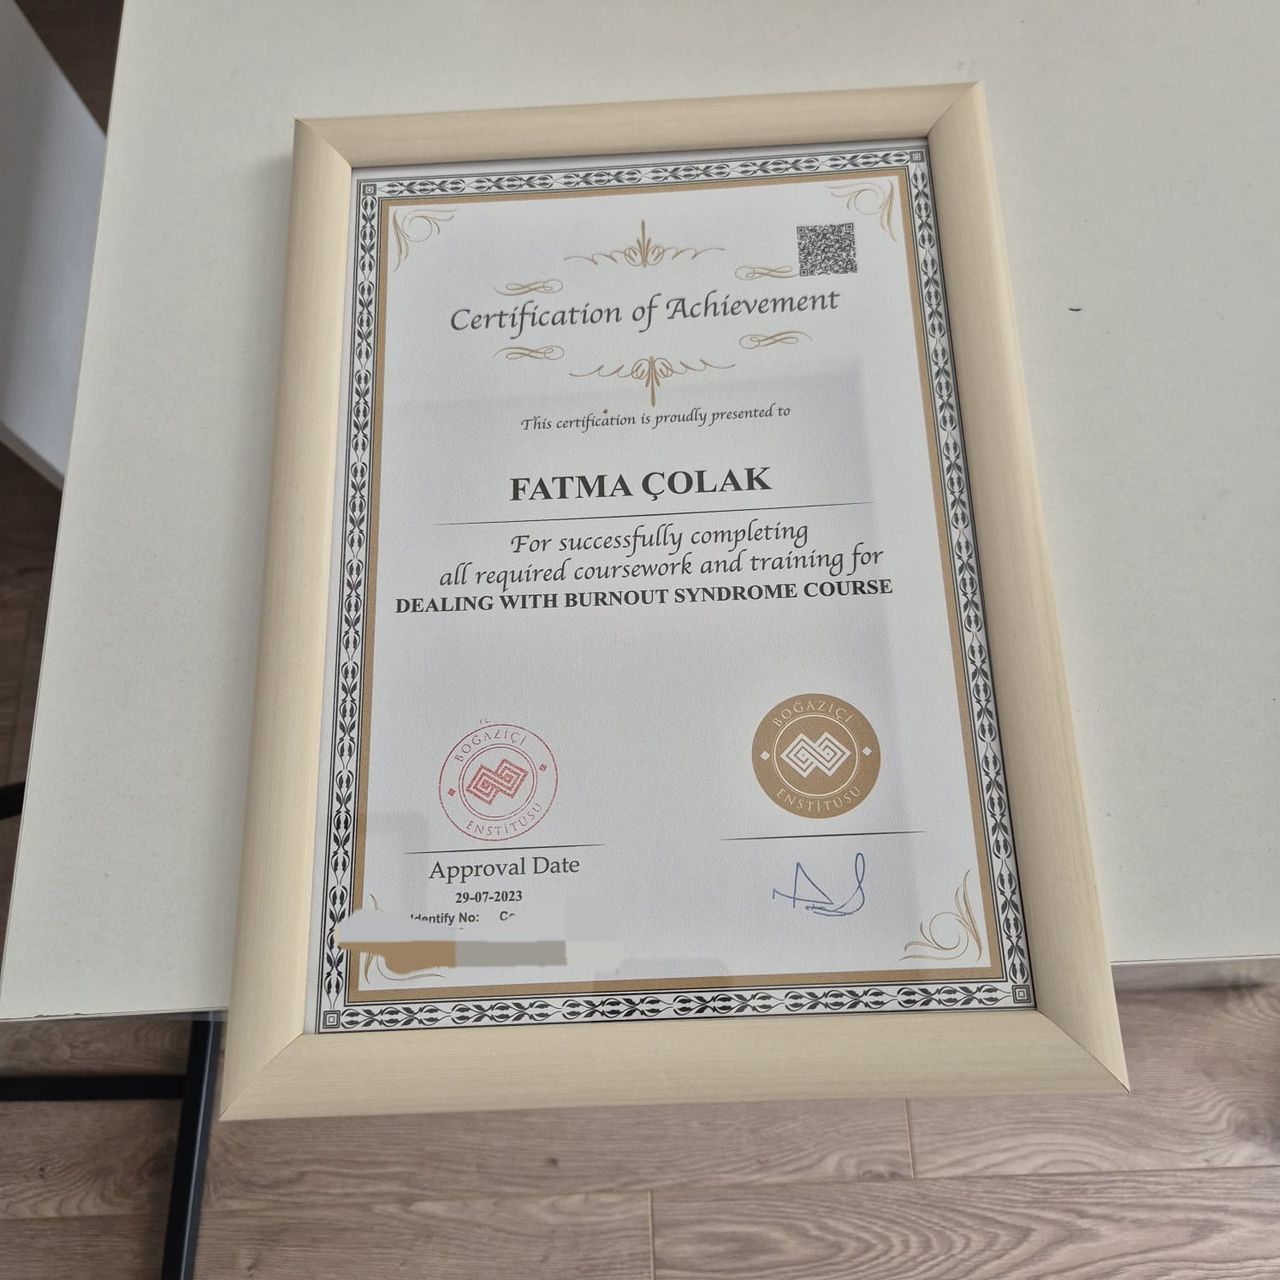 Certification of Achievement
This certification is proudly presented to
FATMA ÇOLAK
For successfully completing
all required coursework and training for
DEALING WITH BURNOUT SYNDROME COURSE
BOĞAZİÇİ
ENSTİTÜSÜ
BOĞAZİÇİ
ENSTİTÜSÜ
Approval Date
29-07-2023
Identify No: